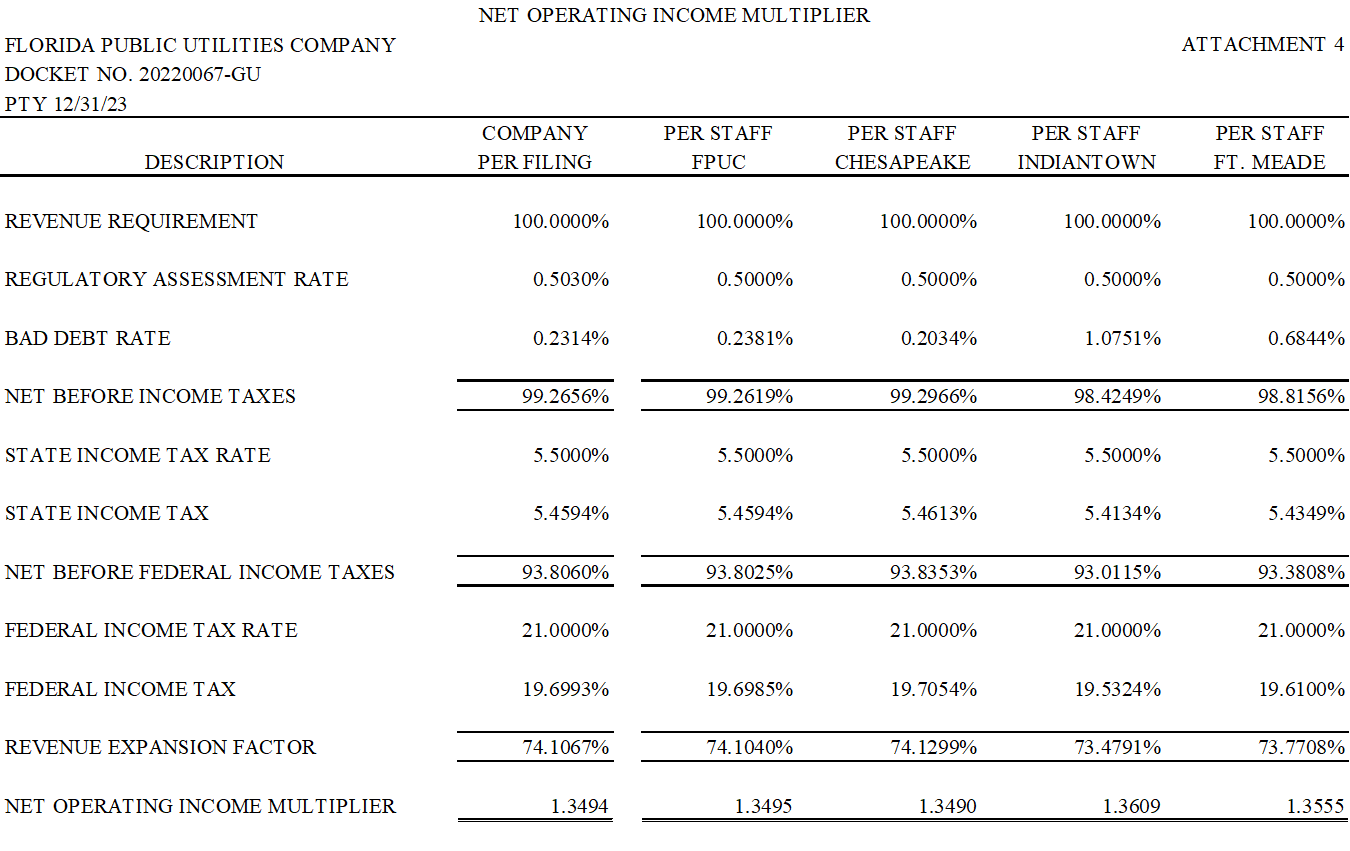 NET OPERATING INCOME MULTIPLIER
FLORIDA PUBLIC UTILITIES COMPANY ATTACHMENT 4
DOCKET NO. 20220067-GU
PTY 12/31/23
COMPANY PER STAFF PER STAFF PER STAFF PER STAFF
DESCRIPTION PER FILING FPUC CHESAPEAKE INDIANTOWN FT. MEADE
REVENUE REQUIREMENT 100.0000% 100.0000% 100.0000% 100.0000% 100.0000%
REGULATORY ASSESSMENT RATE 0.5030% 0.5000% 0.5000% 0.5000% 0.5000%
BAD DEBT RATE 0.2314% 0.2381% 0.2034% 1.0751% 0.6844%
NET BEFORE INCOME TAXES 99.2656% 99.2619% 99.2966% 98.4249% 98.8156%
STATE INCOME TAX RATE 5.5000% 5.5000% 5.5000% 5.5000% 5.5000%
STATE INCOME TAX 5.4594% 5.4594% 5.4613% 5.4134% 5.4349%
NET BEFORE FEDERAL INCOME TAXES 93.8060% 93.8025% 93.8353% 93.0115% 93.3808%
FEDERAL INCOME TAX RATE 21.0000% 21.0000% 21.0000% 21.0000% 21.0000%
FEDERAL INCOME TAX 19.6993% 19.6985% 19.7054% 19.5324% 19.6100%
REVENUE EXPANSION FACTOR 74.1067% 74.1040% 74.1299% 73.4791% 73.7708%
NET OPERATING INCOME MULTIPLIER 1.3494 1.3495 1.3490 1.3609 1.3555